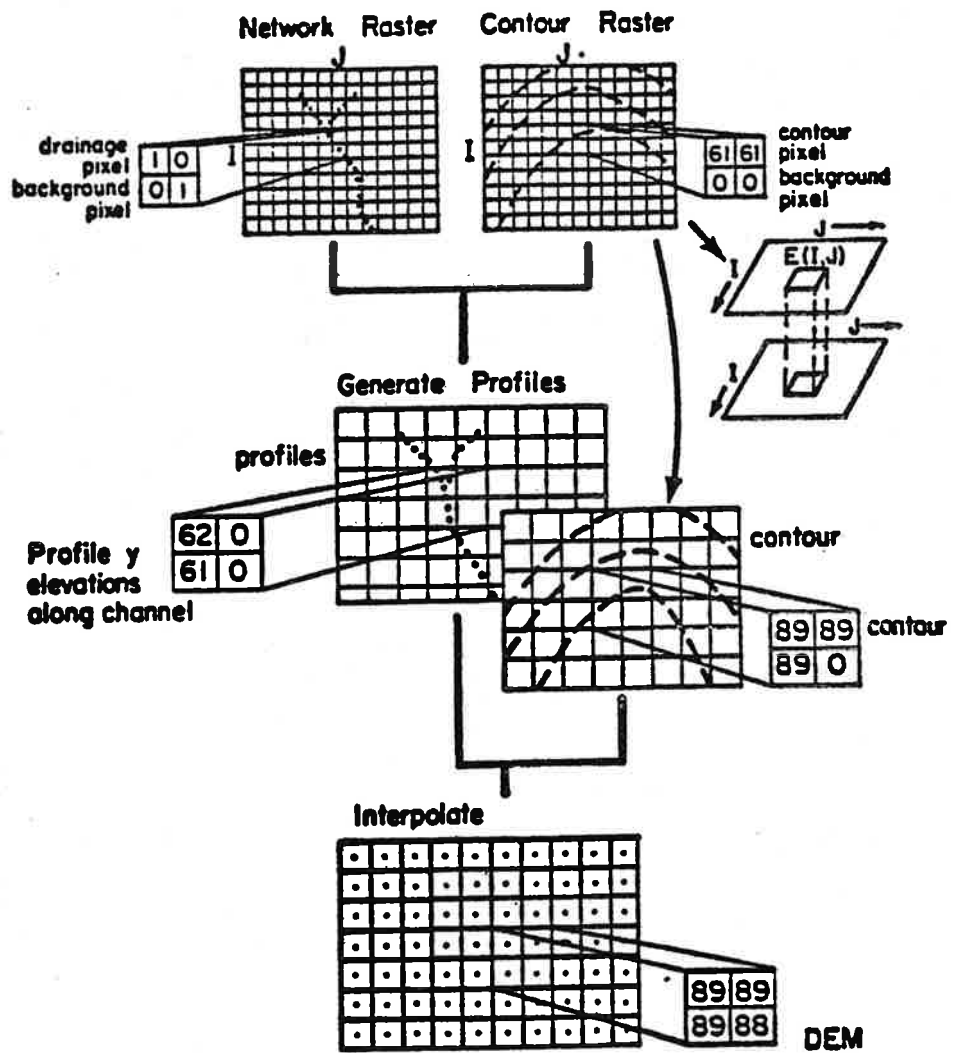 Network Raster
Contour Raster
J
J.
drainage
pixel
background
pixel
1 0
0 1
I
I
61 61
0 0
contour
pixel
background
pixel
J
E(I,J)
I
J
I
Generate Profiles
profiles
62 0
61 0
Profile y
elevations
along channel
contour
89 89
89 0
contour
Interpolate
89 89
89 88
DEM